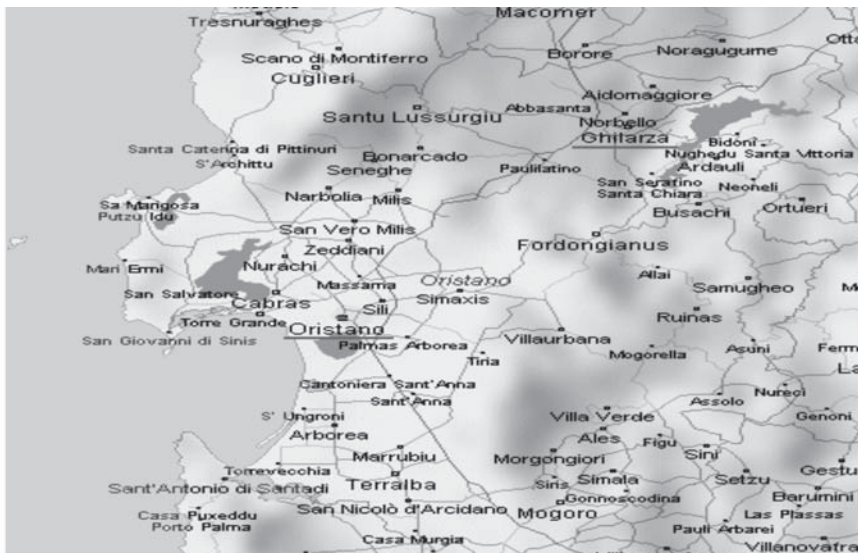 Tresnuraghes
Macomer
Scano di Montiferro
Borore
Noragugume
Otta
Cuglieri
Aidomaggiore
Santu Lussurgiu
Abbasanta
Norbello
Ghilarza
Santa Caterina di Pittinuri
S'Archittu
Bonarcado
Seneghe
Paulilatino
Bidonì
Nughedu Santa Vittoria
Ardauli
San Serafino
Santa Chiara
Neoneli
Narbolia
Milis
Sa Mangosa
Putzu Idu
Busachi
Ortueri
San Vero Milis
Zeddiani
Fordongianus
Nurachi
Mari Ermi
Massama
Oristano
Allai
San Salvatore
Cabras
Simaxis
Samugheo
Sili
Torre Grande
Oristano
Ruinas
San Giovanni di Sinis
Palmas Arborea
Villaurbana
Mogorella
Asuni
Tiria
Cantoniera Sant'Anna
Sant'Anna
Assolo
Nureci
S' Ungroni
Villa Verde
Genoni
Arborea
Ales
Figu
Marrubiu
Morgongiori
Sini
Torrevecchia
Siris
Simala
Setzu
Gestu
Sant'Antonio di Santadi
Terralba
Gonnoscodina
Barumini
Casa Puxeddu
Porto Palma
San Nicolò d'Arcidano
Mogoro
Las Plassas
Pauli Arbarei
Casa Murgia
Villanovafra